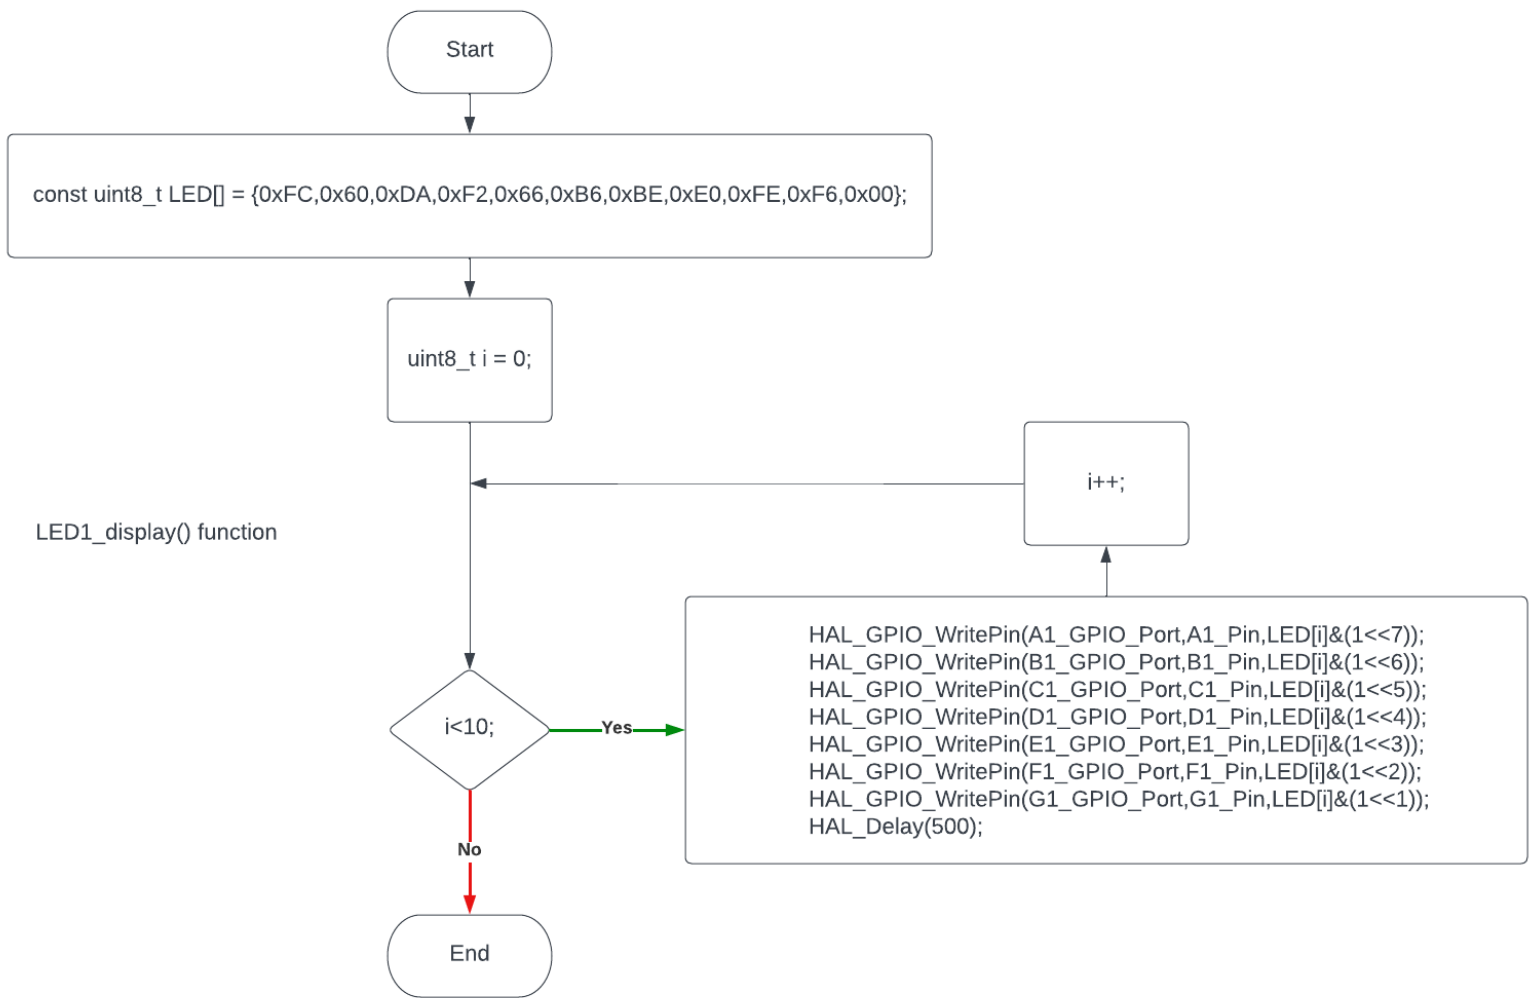 Start
const uint8_t LED[] = {0xFC,0x60,0xDA,0xF2,0x66,0xB6,0xBE,0xE0,0xFE,0xF6,0x00};
uint8_t i = 0;
i++;
LED1_display() function
HAL_GPIO_WritePin(A1_GPIO_Port,A1_Pin,LED[i]&(1<<7));
HAL_GPIO_WritePin(B1_GPIO_Port,B1_Pin,LED[i]&(1<<6));
HAL_GPIO_WritePin(C1_GPIO_Port,C1_Pin,LED[i]&(1<<5));
HAL_GPIO_WritePin(D1_GPIO_Port,D1_Pin,LED[i]&(1<<4));
HAL_GPIO_WritePin(E1_GPIO_Port,E1_Pin,LED[i]&(1<<3));
HAL_GPIO_WritePin(F1_GPIO_Port,F1_Pin,LED[i]&(1<<2));
HAL_GPIO_WritePin(G1_GPIO_Port,G1_Pin,LED[i]&(1<<1));
HAL_Delay(500);
i<10;
Yes
No
End